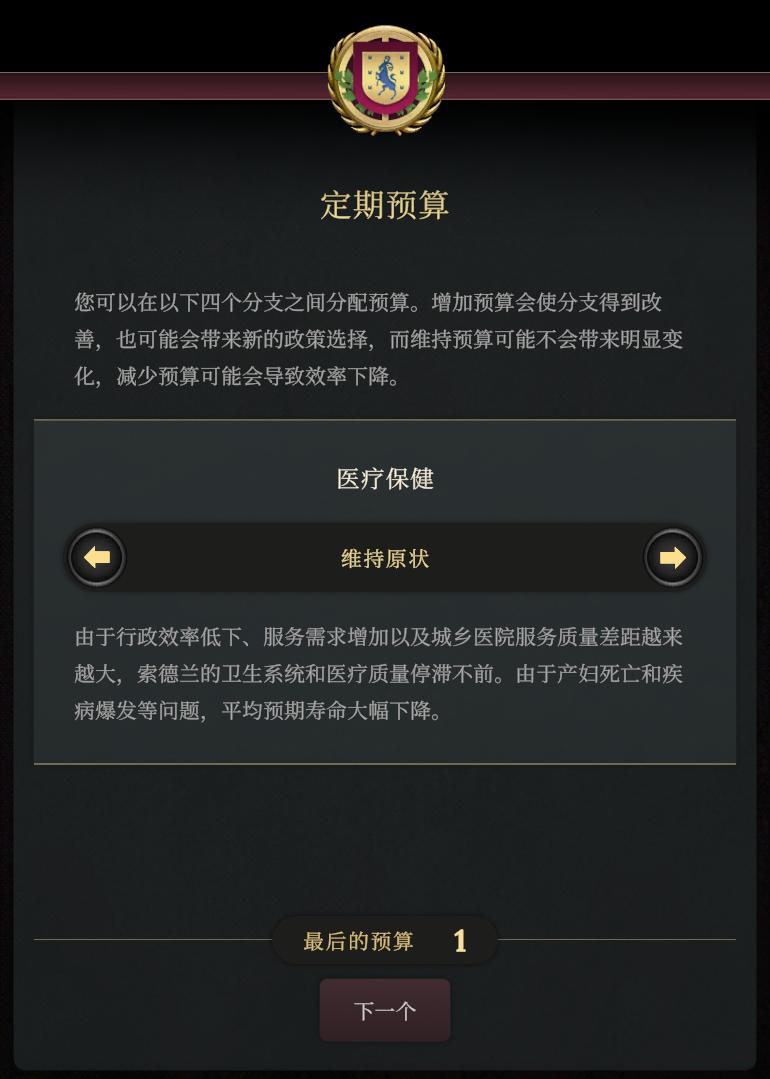 定期预算
您可以在以下四个分支之间分配预算。增加预算会使分支得到改
善，也可能会带来新的政策选择，而维持预算可能不会带来明显变
化，减少预算可能会导致效率下降。
医疗保健
维持原状
由于行政效率低下、服务需求增加以及城乡医院服务质量差距越来
越大，索德兰的卫生系统和医疗质量停滞不前。由于产妇死亡和疾
病爆发等问题，平均预期寿命大幅下降。
最后的预算 1
下一个